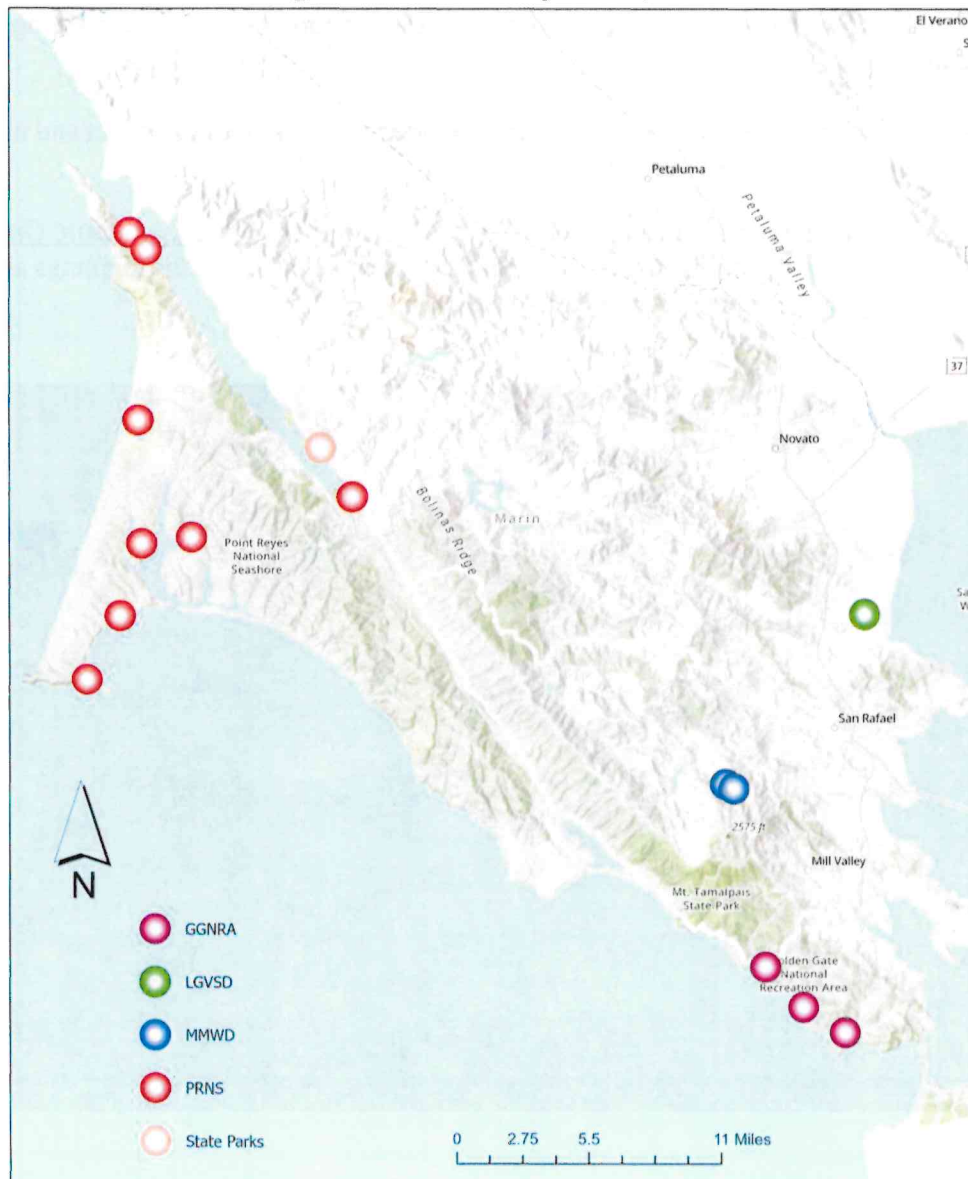 El Verano
S
Petaluma
Petaluma Valley
37
Novato
Bolinas Ridge
Marin
Point Reyes
National
Seashore
Sa
W
San Rafael
2575 ft
Mill Valley
Mt. Tamalpais
State Park
olden Gate
National
Recreation Area
N
GGNRA
LGVSD
MMWD
PRNS
State Parks
0 2.75 5.5 11 Miles